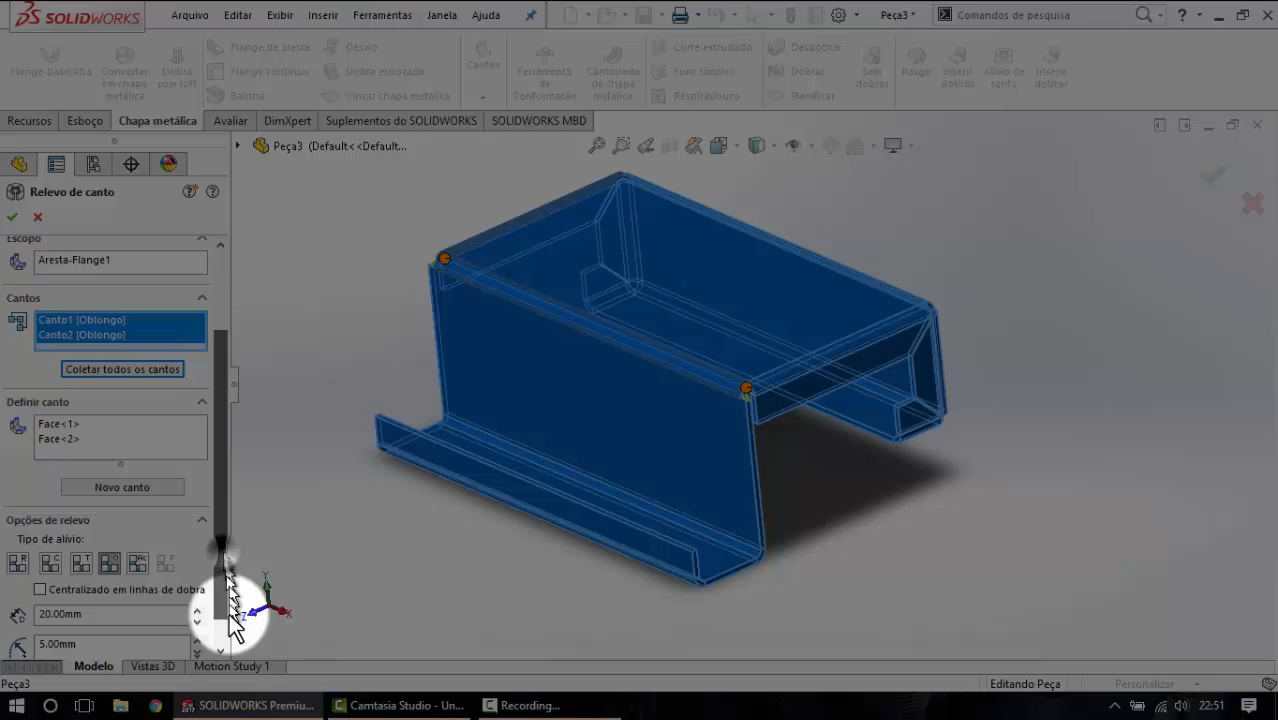 SOLIDWORKS Arquivo Editar Exibir Inserir Ferramentas Janela Ajuda Peça3 * Comandos de pesquisa ?
Flange-base/Aba Converter em chapa metálica Dobra com loft
Flange de aresta Desvio
Flange contínuo Dobra esboçada
Bainha Vincar chapa metálica
Cantos Ferramenta de Conformação Cantoneira de chapa metálica
Corte extrudado Desdobrar
Furo simples Dobrar
Respiradouro Planificar
Sem dobras Rasgo Inserir dobras Alívio de canto Inserir dobrar
Recursos Esboço Chapa metálica Avaliar DimXpert Suplementos do SOLIDWORKS SOLIDWORKS MBD
Peça3 (Default<<Default...
Relevo de canto
Escopo
Aresta-Flange1
Cantos
Canto1 [Oblongo]
Canto2 [Oblongo]
Coletar todos os cantos
Definir canto
Face<1>
Face<2>
Novo canto
Opções de relevo
Tipo de alívio:
R C T O
Centralizado em linhas de dobra
20.00mm
5.00mm
Y
Z X
Modelo Vistas 3D Motion Study 1
Peça3 Editando Peça Personalizar
SOLIDWORKS Premiu... Camtasia Studio - Un... Recording... 22:51